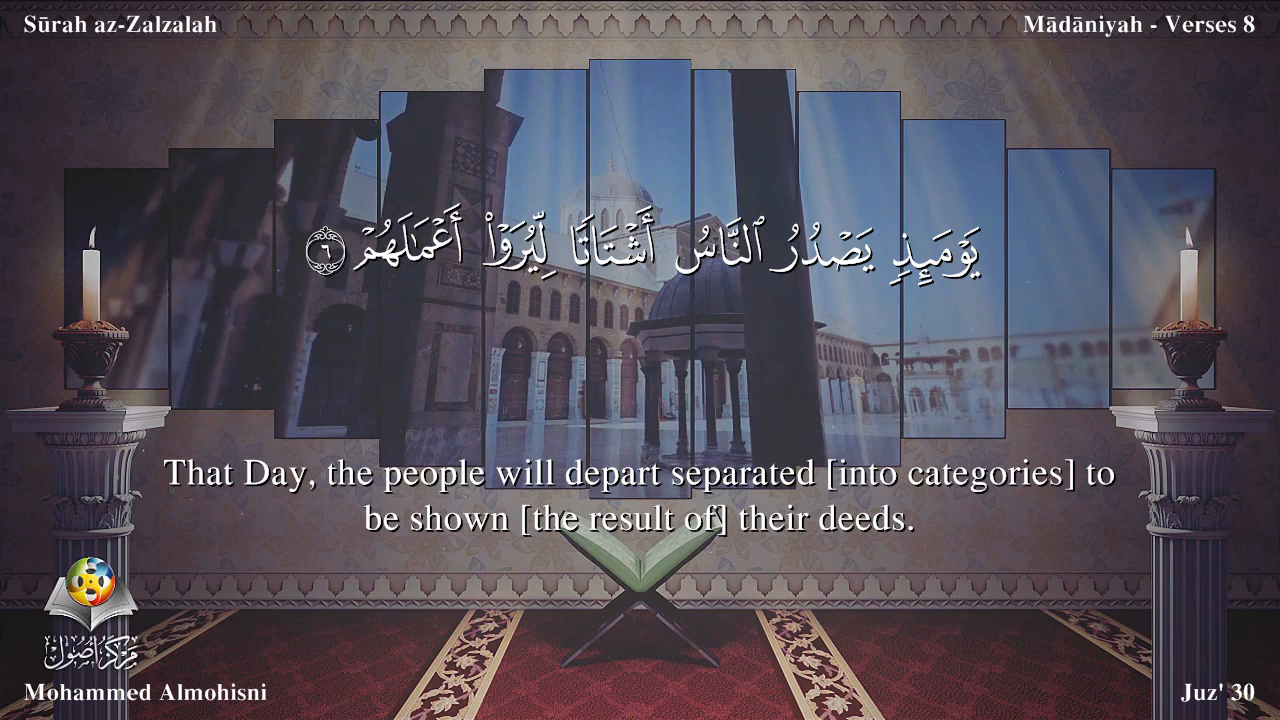 Sūrah az-Zalzalah
Mādāniyah - Verses 8
يَوْمَئِذٍ يَصْدُرُ ٱلنَّاسُ أَشْتَاتًا لِّيُرَوْا۟ أَعْمَـٰلَهُمْ ٦
That Day, the people will depart separated [into categories] to
be shown [the result of] their deeds.
مركز أصول
Mohammed Almohisni
Juz' 30